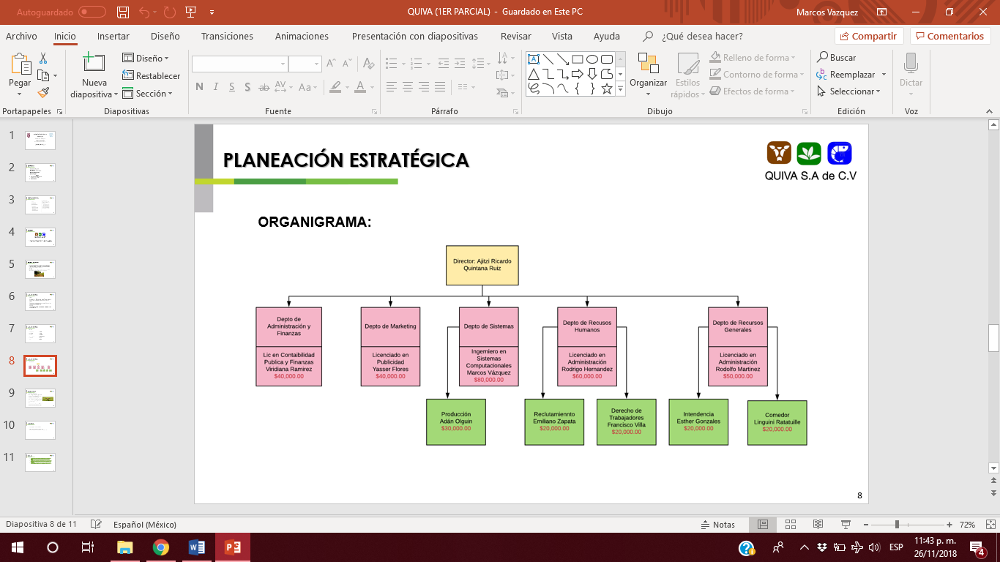 Autoguardado
QUIVA (1ER PARCIAL) - Guardado en Este PC
Marcos Vazquez
Archivo Inicio Insertar Diseño Transiciones Animaciones Presentación con diapositivas Revisar Vista Ayuda ¿Qué desea hacer? Compartir Comentarios
Pegar
Nueva
diapositiva
Diseño
Restablecer
Sección
N K S S ab AV Aa A
Organizar
Estilos
rápidos
Relleno de forma
Contorno de forma
Efectos de forma
Buscar
Reemplazar
Seleccionar
Dictar
Portapapeles Diapositivas Fuente Párrafo Dibujo Edición Voz
1
2
3
4
5
6
7
8
9
10
11
PLANEACIÓN ESTRATÉGICA
QUIVA S.A de C.V
ORGANIGRAMA:
Director: Ajitzi Ricardo
Quintana Ruiz
Depto de
Administración y
Finanzas
Lic en Contaibilidad
Publica y Finanzas
Viridiana Ramirez
$40,000.00
Depto de Marketing
Licenciado en
Publicidad
Yasser Flores
$40,000.00
Depto de Sistemas
Ingerniero en
Sistemas
Computacionales
Marcos Vázquez
$80,000.00
Depto de Recusos
Humanos
Licenciado en
Administración
Rodrigo Hernandez
$60,000.00
Depto de Recursos
Generales
Licenciado en
Administración
Rodolfo Martinez
$50,000.00
Producción
Adán Olguin
$30,000.00
Reclutamiennto
Emiliano Zapata
$20,000.00
Derecho de
Trabajadores
Francisco Villa
$20,000.00
Intendencia
Esther Gonzales
$20,000.00
Comedor
Linguini Ratatuille
$20,000.00
8
Diapositiva 8 de 11 Español (México) Notas 72%
ESP
11:43 p. m.
26/11/2018
4